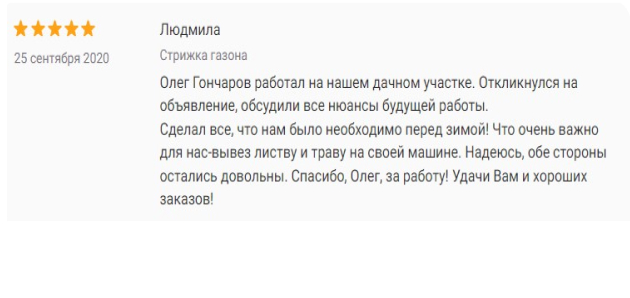 Людмила
25 сентября 2020
Стрижка газона
Олег Гончаров работал на нашем дачном участке. Откликнулся на
объявление, обсудили все нюансы будущей работы.
Сделал все, что нам было необходимо перед зимой! Что очень важно
для нас-вывез листву и траву на своей машине. Надеюсь, обе стороны
остались довольны. Спасибо, Олег, за работу! Удачи Вам и хороших
заказов!